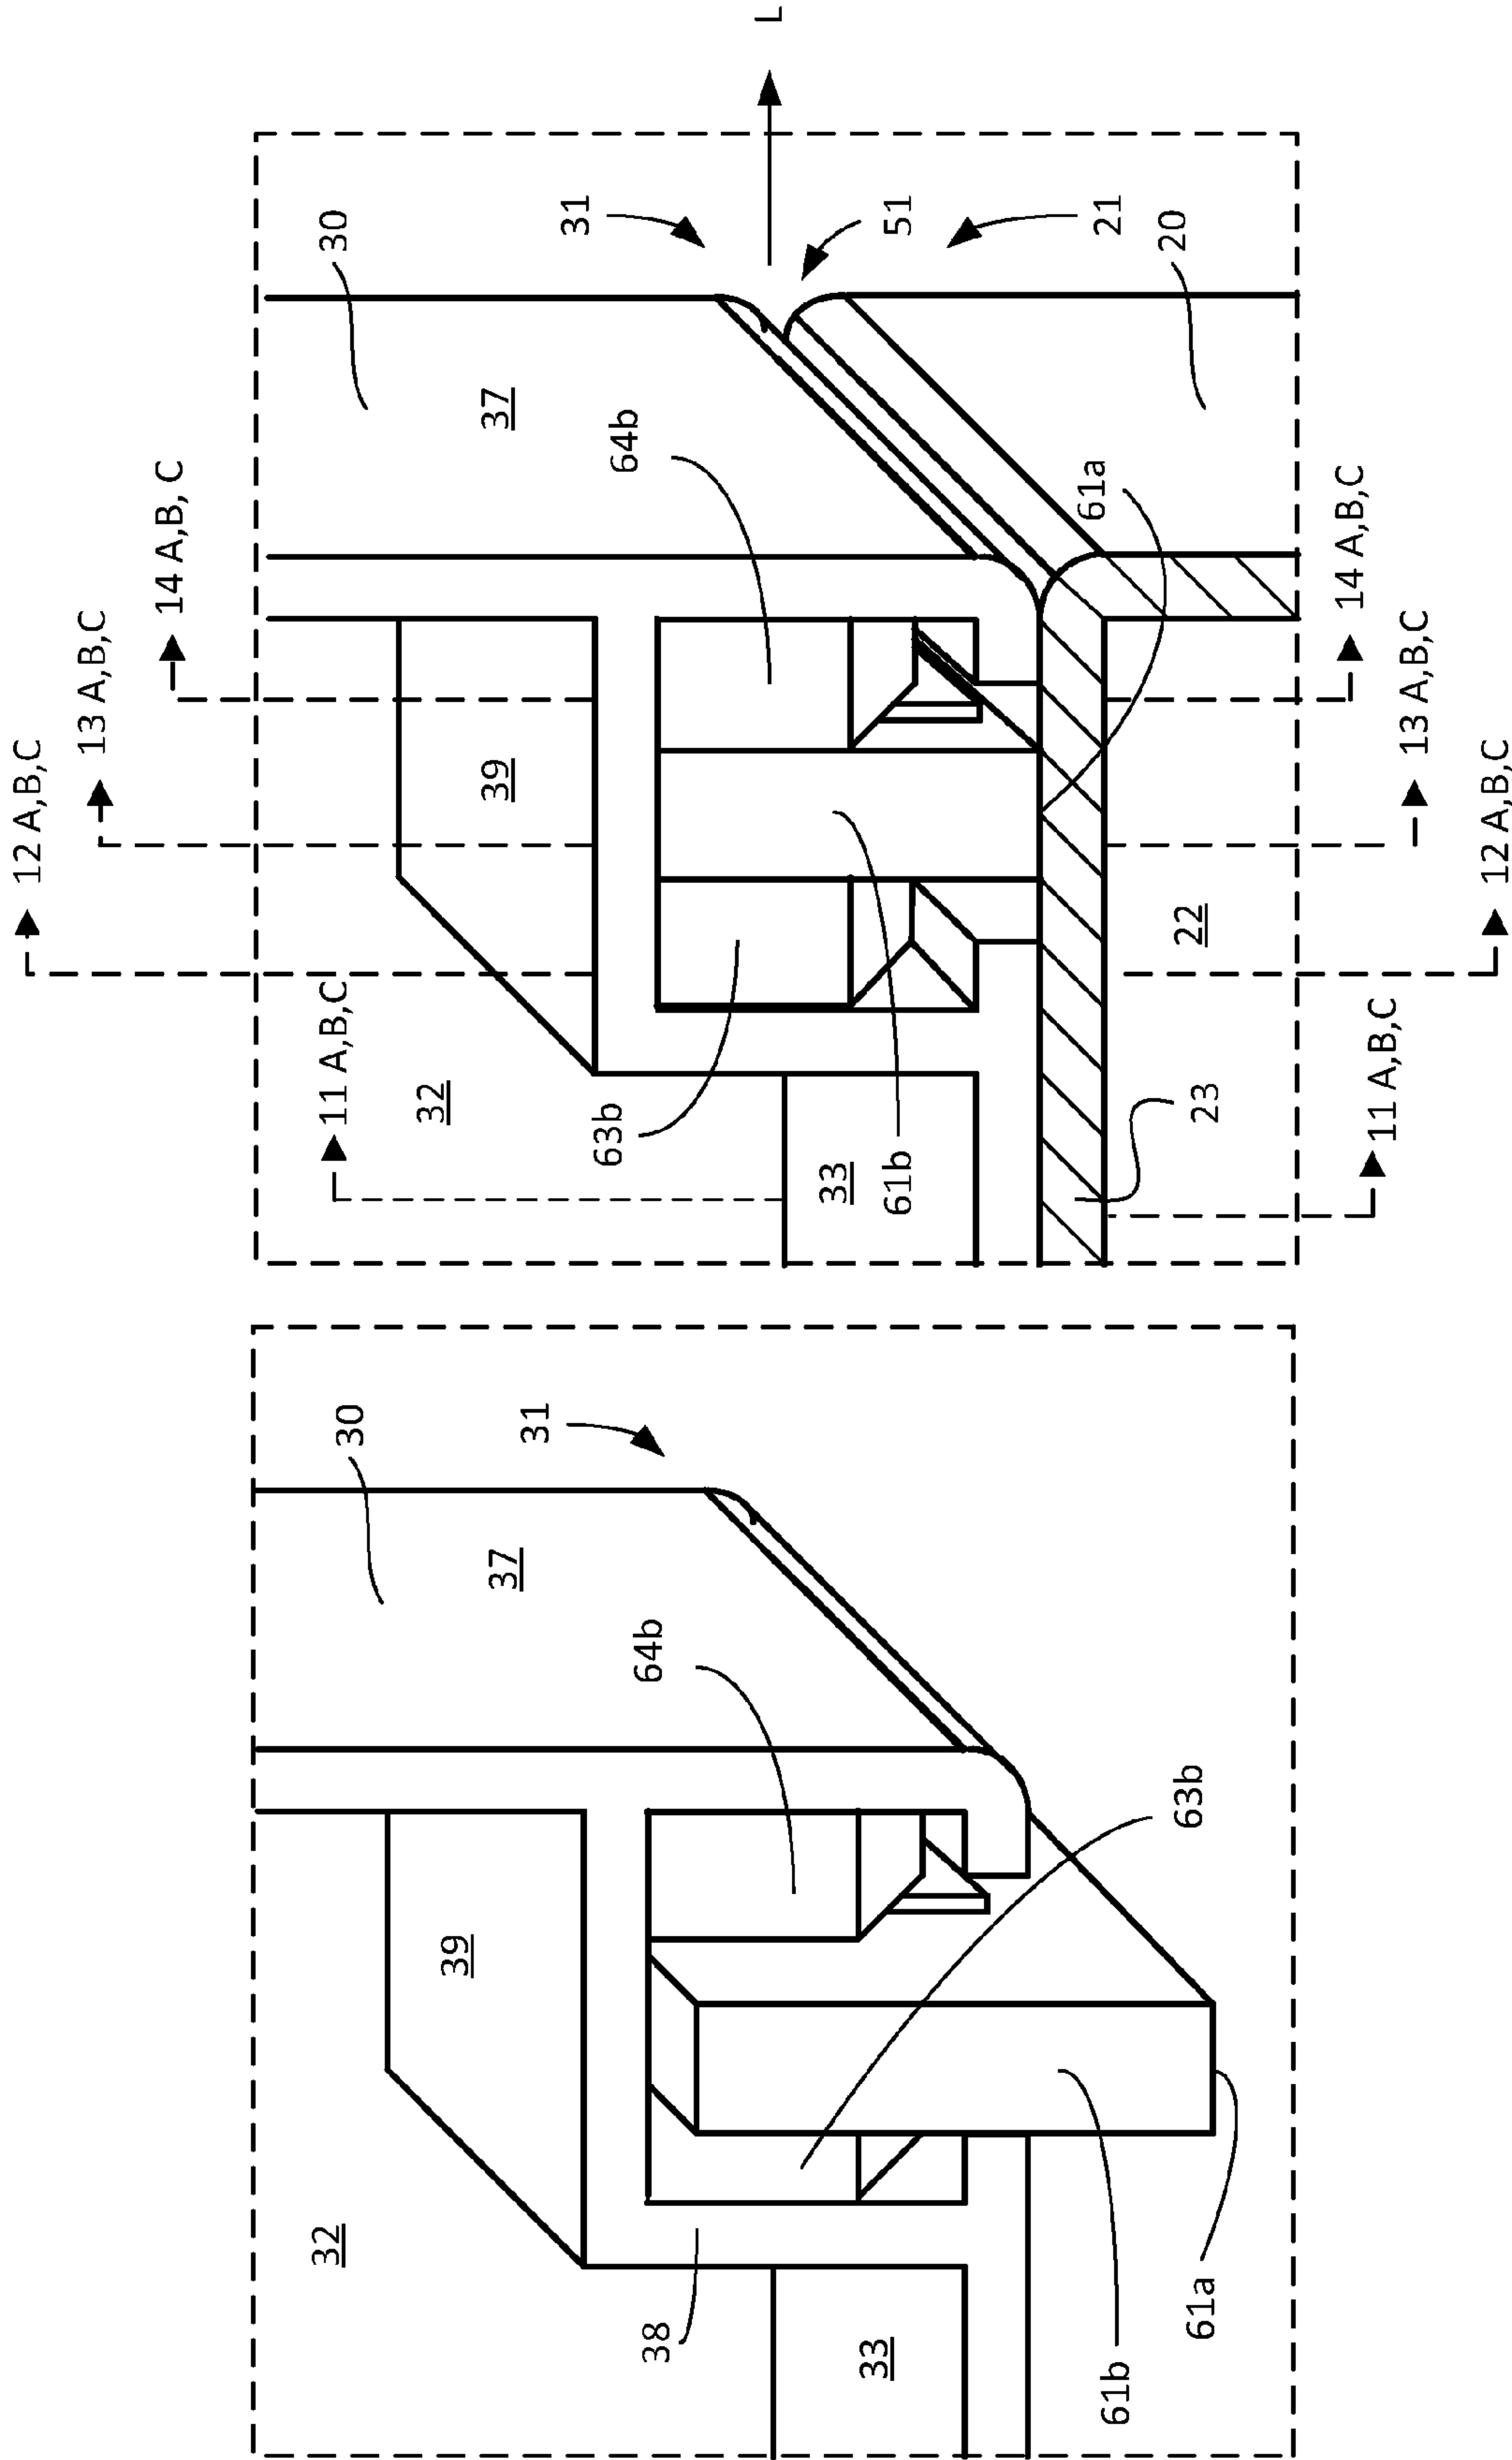 32
30
39
37
31
64b
38
33
61b
63b
61a
12 A,B,C
13 A,B,C
14 A,B, C
11 A,B,C
30
32
39
37
31
63b
64b
L
33
61b
51
61a
21
20
22
23
14 A,B,C
11 A,B,C
13 A,B,C
12 A,B,C